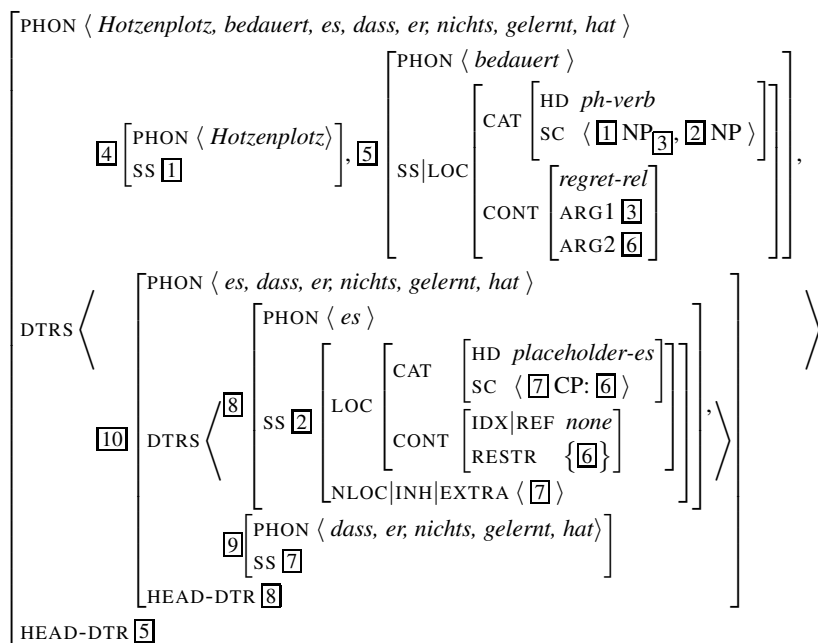 PHON ⟨ Hotzenplotz, bedauert, es, dass, er, nichts, gelernt, hat ⟩
PHON ⟨ bedauert ⟩
HD ph-verb
CAT
SC ⟨ 1 NP 3, 2 NP ⟩
4 PHON ⟨ Hotzenplotz⟩
SS 1 , 5
SS|LOC ,
regret-rel
CONT ARG1 3
ARG2 6
PHON ⟨ es, dass, er, nichts, gelernt, hat ⟩
DTRS
PHON ⟨ es ⟩
HD placeholder-es
CAT
SC ⟨ 7 CP: 6 ⟩
8 LOC
SS 2 ,
10 DTRS
IDX|REF none
CONT
RESTR {6}
NLOC|INH|EXTRA ⟨ 7 ⟩
9 PHON ⟨ dass, er, nichts, gelernt, hat⟩
SS 7
HEAD-DTR 8
HEAD-DTR 5